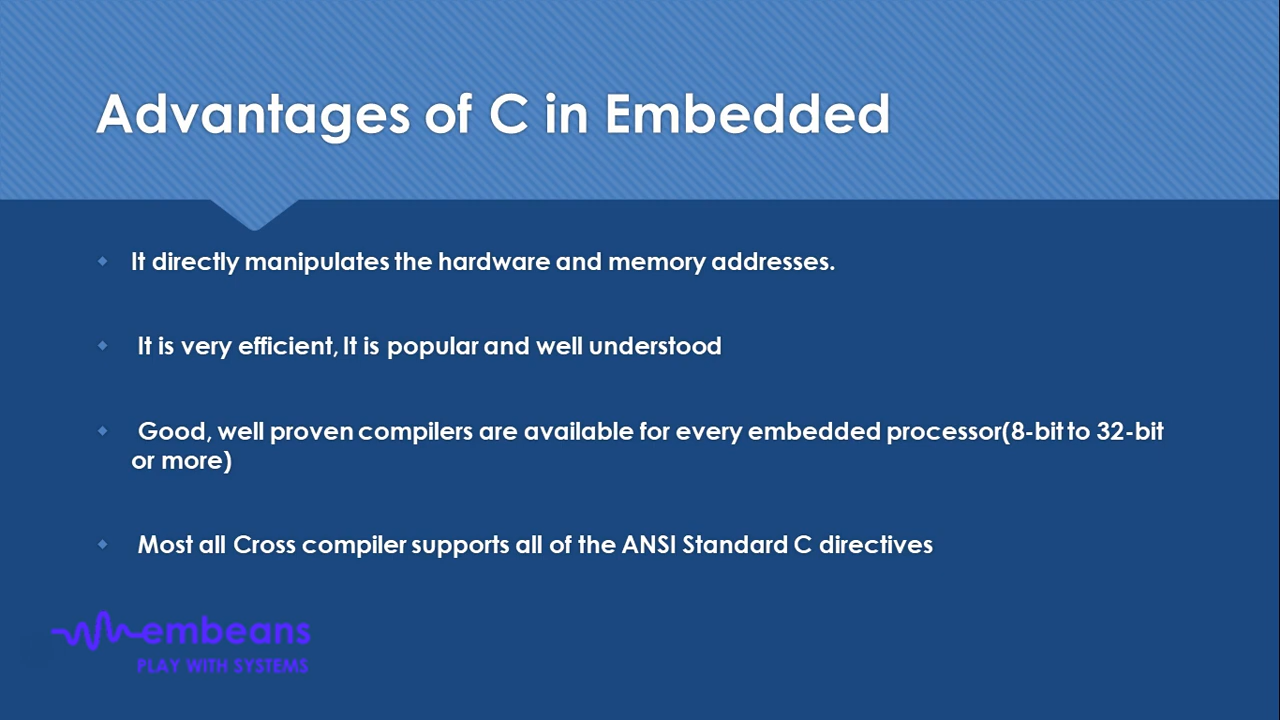 Advantages of C in Embedded
It directly manipulates the hardware and memory addresses.
It is very efficient, It is popular and well understood
Good, well proven compilers are available for every embedded processor(8-bit to 32-bit
or more)
Most all Cross compiler supports all of the ANSI Standard C directives
embeans
PLAY WITH SYSTEMS